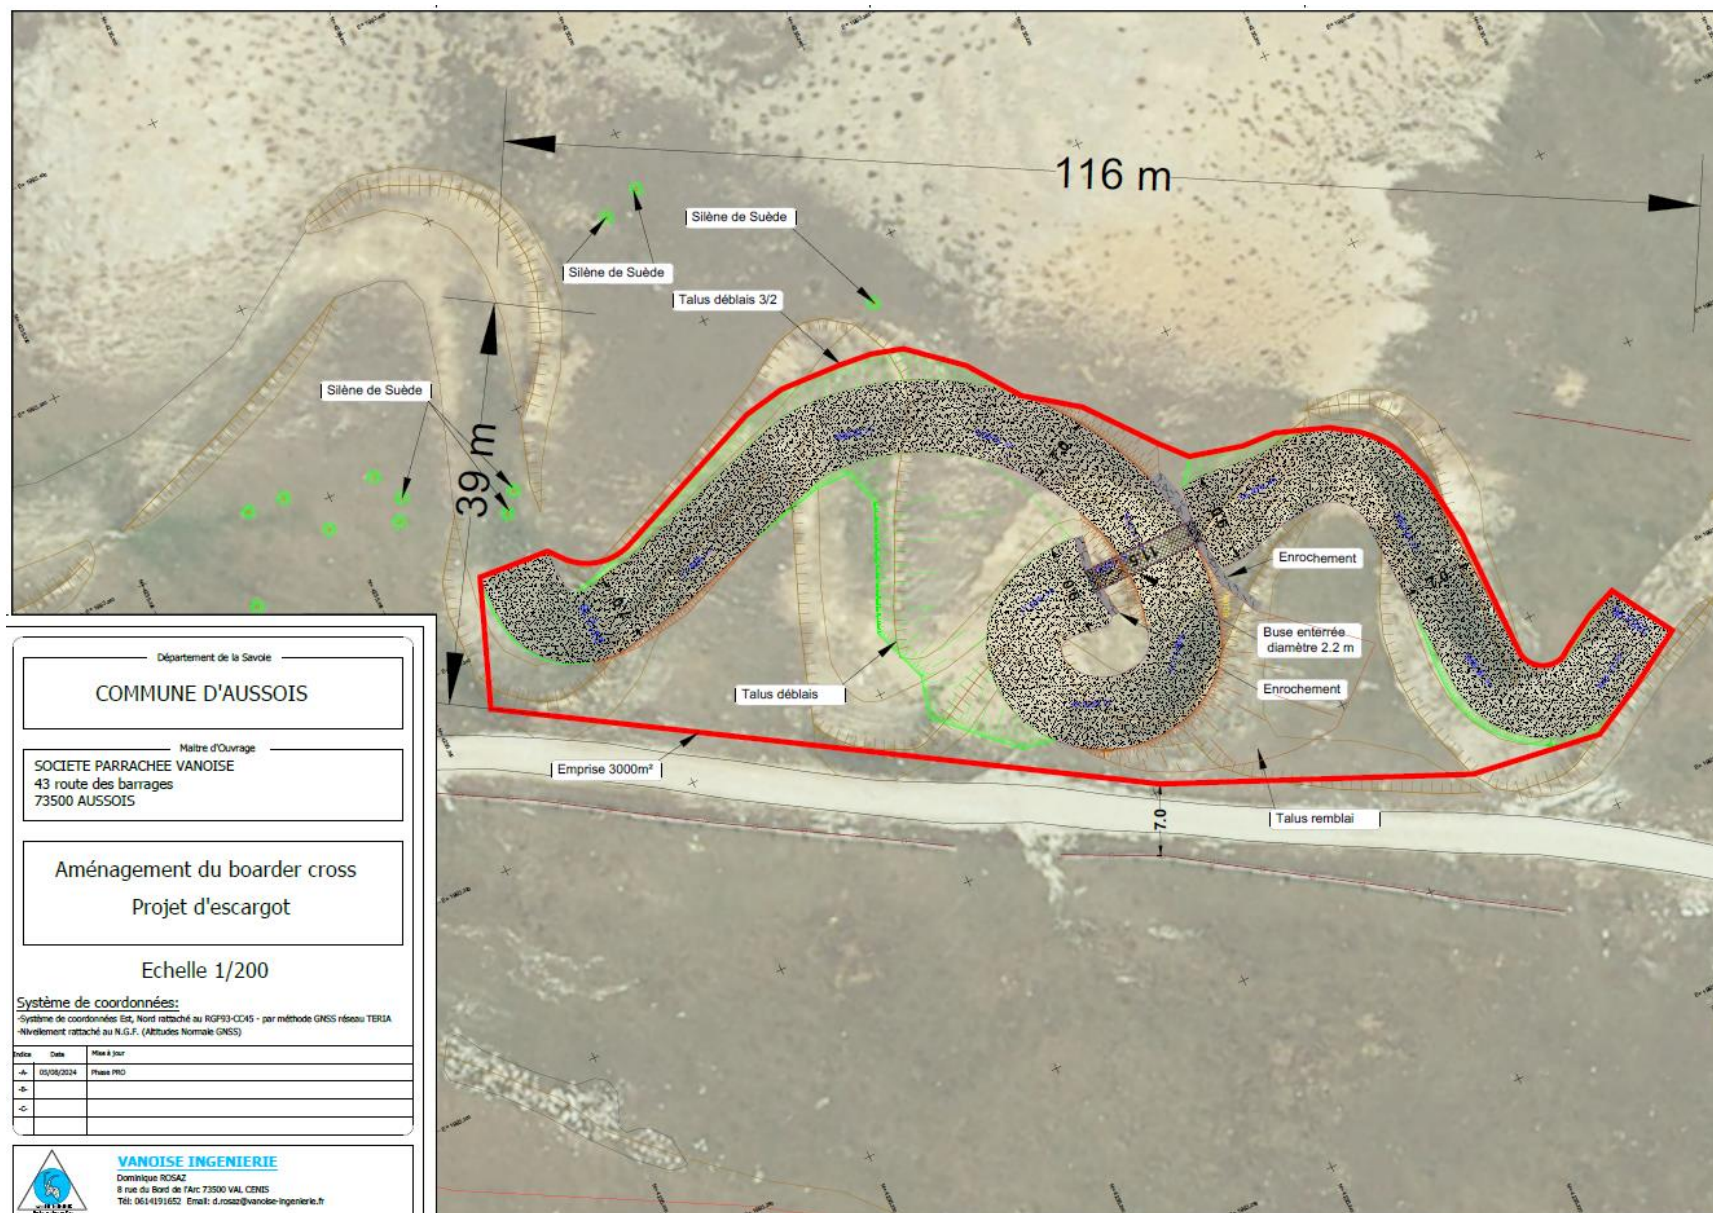 116 m
Silène de Suède
Silène de Suède
Talus déblais 3/2
Silène de Suède
39 m
Enrochement
11.5
7.0
Buse enterrée
diamètre 2.2 m
Enrochement
Talus déblais
Emprise 3000m²
7.0
Talus remblai
Département de la Savoie
COMMUNE D'AUSSOIS
Maitre d'Ouvrage
SOCIETE PARRACHEE VANOISE
43 route des barrages
73500 AUSSOIS
Aménagement du boarder cross
Projet d'escargot
Echelle 1/200
Système de coordonnées:
-Système de coordonnées Est, Nord rattaché au RGF93-CC45 - par méthode GNSS réseau TERIA
-Nivellement rattaché au N.G.F. (Altitudes Normale GNSS)
Indice Date Mise à jour
-A- 05/08/2024 Phase PRO
-B-
-C-
VANOISE INGENIERIE
Dominique ROSAZ
8 rue du Bord de l'Arc 73500 VAL CENIS
Tél: 0614191652 Email: d.rosaz@vanoise-ingenierie.fr